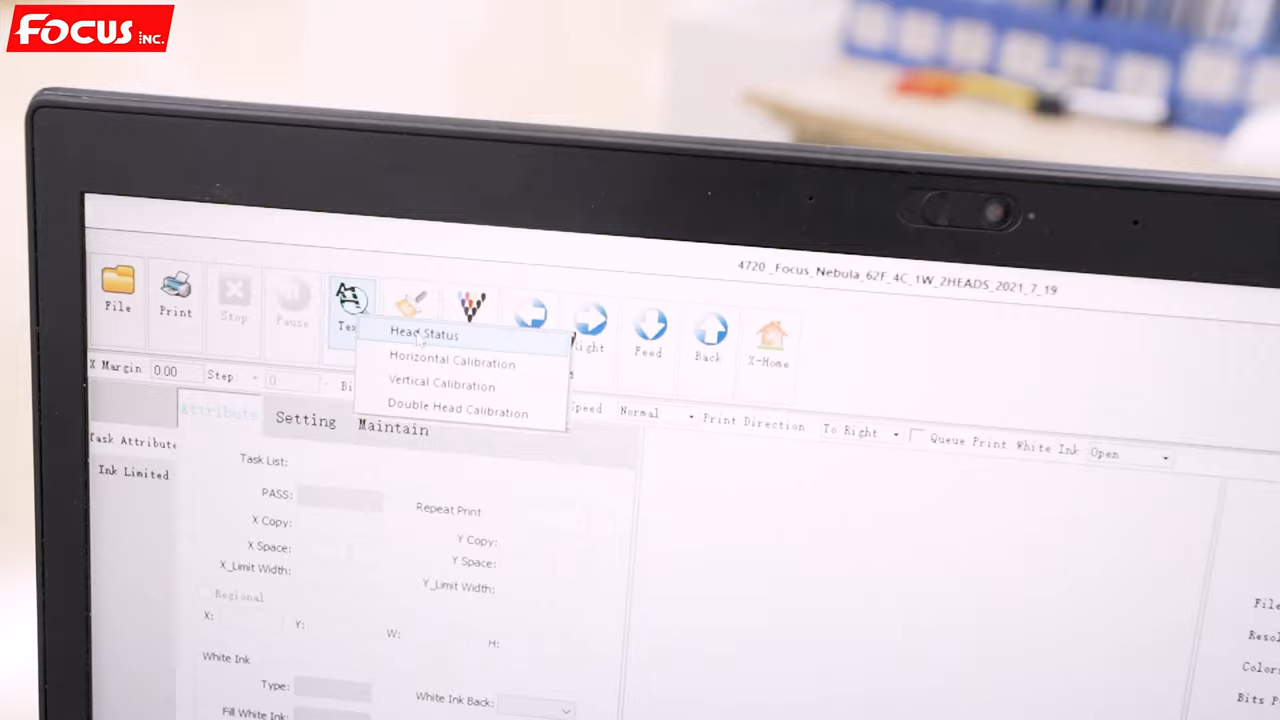 FOCUS INC.
4720 _Focus_Nebula_62F_4C_1W_2HEADS_2021_7_19
File
Print
Stop
Pause
Feed
Back
X-Home
Head Status
Horizontal Calibration
Vertical Calibration
Double Head Calibration
X Margin 0.00 Step 0
Normal Print Direction To Right Queue Print White Ink Open
Attribute Setting Maintain
Ink Limited
Task List:
PASS: Repeat Print
X Copy: Y Copy:
X Space: Y Space:
X_Limit Width: Y_Limit Width:
Regional
X: Y: W: H:
White Ink
Type: White Ink Back:
Fill White Ink: